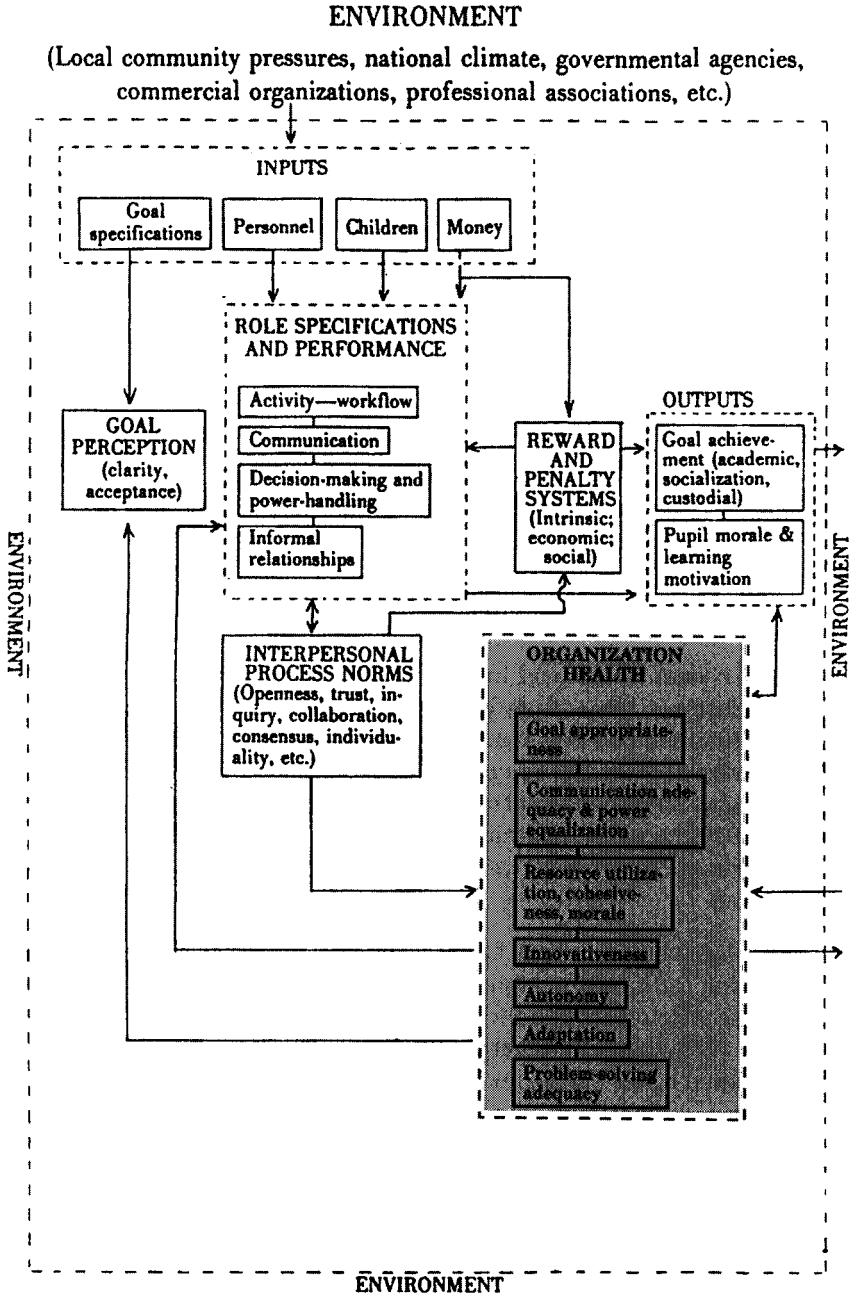 ENVIRONMENT
(Local community pressures, national climate, governmental agencies,
commercial organizations, professional associations, etc.)
INPUTS
Goal
specifications
Personnel
Children
Money
ROLE SPECIFICATIONS
AND PERFORMANCE
Activity—workflow
Communication
Decision-making and
power-handling
Informal
relationships
GOAL
PERCEPTION
(clarity,
acceptance)
REWARD
AND
PENALTY
SYSTEMS
(Intrinsic;
economic;
social)
OUTPUTS
Goal achieve-
ment (academic,
socialization,
custodial)
Pupil morale &
learning
motivation
ENVIRONMENT
ENVIRONMENT
INTERPERSONAL
PROCESS NORMS
(Openness, trust, in-
quiry, collaboration,
consensus, individu-
ality, etc.)
ORGANIZATION
HEALTH
Goal appropriate-
ness
Communication ade-
quacy & power
equalization
Resource utiliza-
tion, cohesive-
ness, morale
Innovativeness
Autonomy
Adaptation
Problem-solving
adequacy
ENVIRONMENT